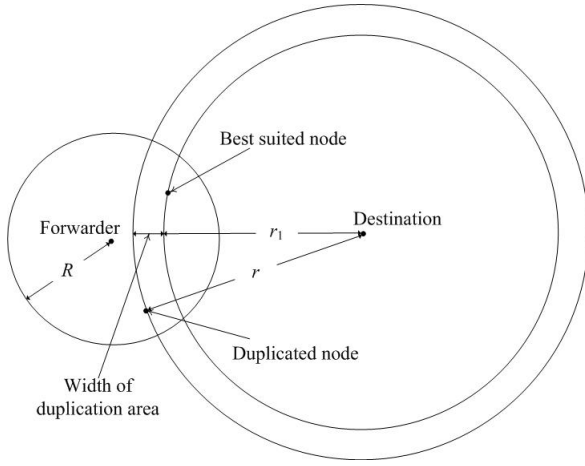 Best suited node
Forwarder
Destination
r1
R
r
Duplicated node
Width of
duplication area